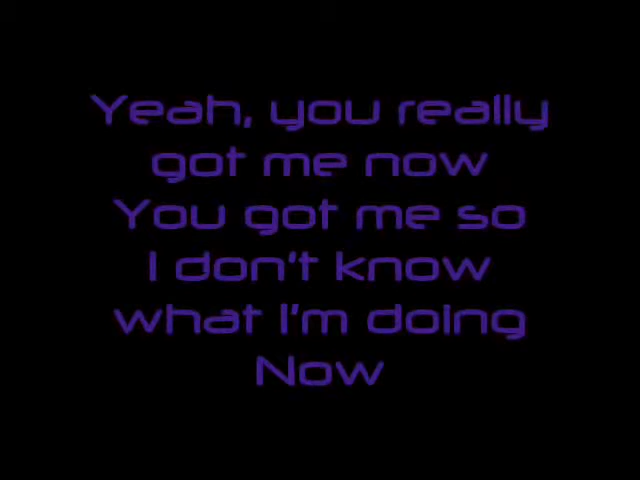 Yeah, you really
got me now
You got me so
I don't know
what I'm doing
Now